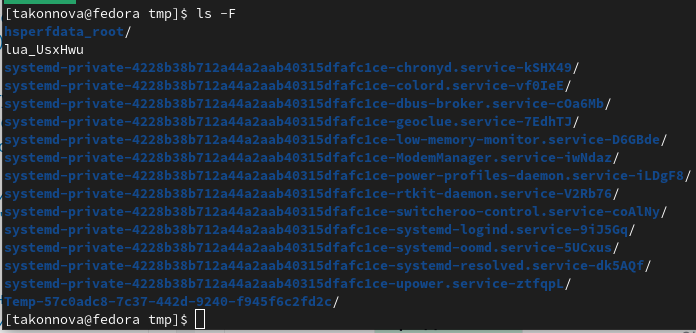 [takonnova@fedora tmp]$ ls -F
hsperfdata_root/
lua_UsxHwu
systemd-private-4228b38b712a44a2aab40315dfafc1ce-chronyd.service-kSHX49/
systemd-private-4228b38b712a44a2aab40315dfafc1ce-colord.service-vf0IeE/
systemd-private-4228b38b712a44a2aab40315dfafc1ce-dbus-broker.service-cOa6Mb/
systemd-private-4228b38b712a44a2aab40315dfafc1ce-geoclue.service-7EdhTJ/
systemd-private-4228b38b712a44a2aab40315dfafc1ce-low-memory-monitor.service-D6GBde/
systemd-private-4228b38b712a44a2aab40315dfafc1ce-ModemManager.service-iwNdaz/
systemd-private-4228b38b712a44a2aab40315dfafc1ce-power-profiles-daemon.service-iLDgF8/
systemd-private-4228b38b712a44a2aab40315dfafc1ce-rtkit-daemon.service-V2Rb76/
systemd-private-4228b38b712a44a2aab40315dfafc1ce-switcheroo-control.service-coAlNy/
systemd-private-4228b38b712a44a2aab40315dfafc1ce-systemd-logind.service-9iJ5Gq/
systemd-private-4228b38b712a44a2aab40315dfafc1ce-systemd-oomd.service-5UCxus/
systemd-private-4228b38b712a44a2aab40315dfafc1ce-systemd-resolved.service-dk5AQf/
systemd-private-4228b38b712a44a2aab40315dfafc1ce-upower.service-ztfqpL/
Temp-57c0adc8-7c37-442d-9240-f945f6c2fd2c/
[takonnova@fedora tmp]$